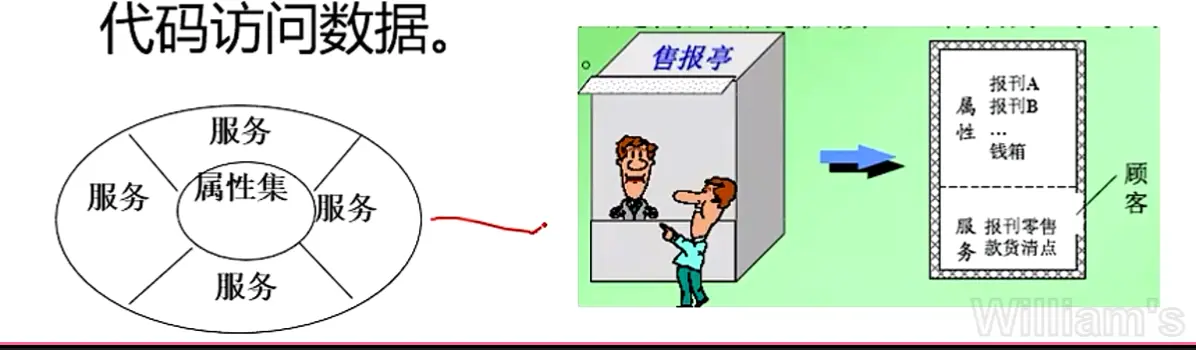 代码访问数据。
服务
服务
属性集
服务
服务
售报亭
属性
报刊A
报刊B
...
钱箱
服务
报刊零售
款货清点
顾客
William's